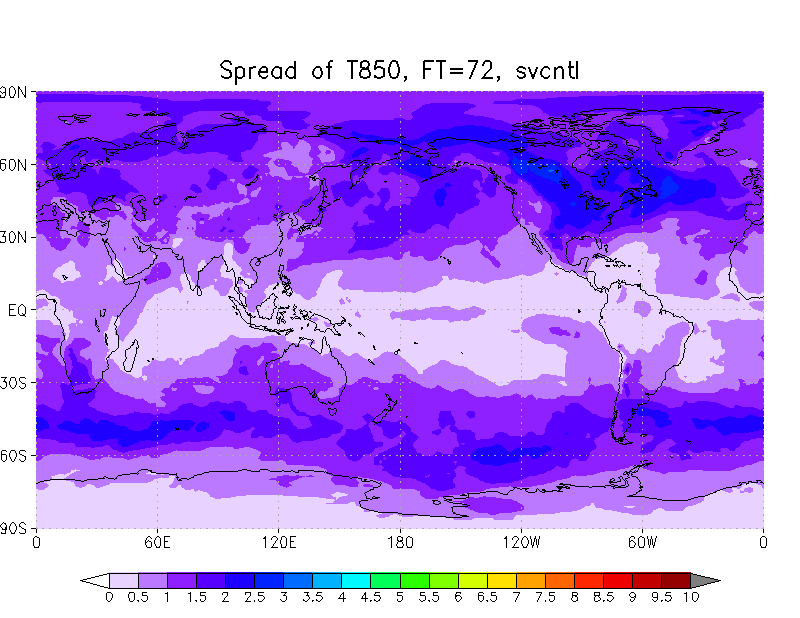 Spread of T850, FT=72, svcntl
90N
60N
30N
EQ
30S
60S
90S
0 60E 120E 180 120W 60W 0
0 0.5 1 1.5 2 2.5 3 3.5 4 4.5 5 5.5 6 6.5 7 7.5 8 8.5 9 9.5 10